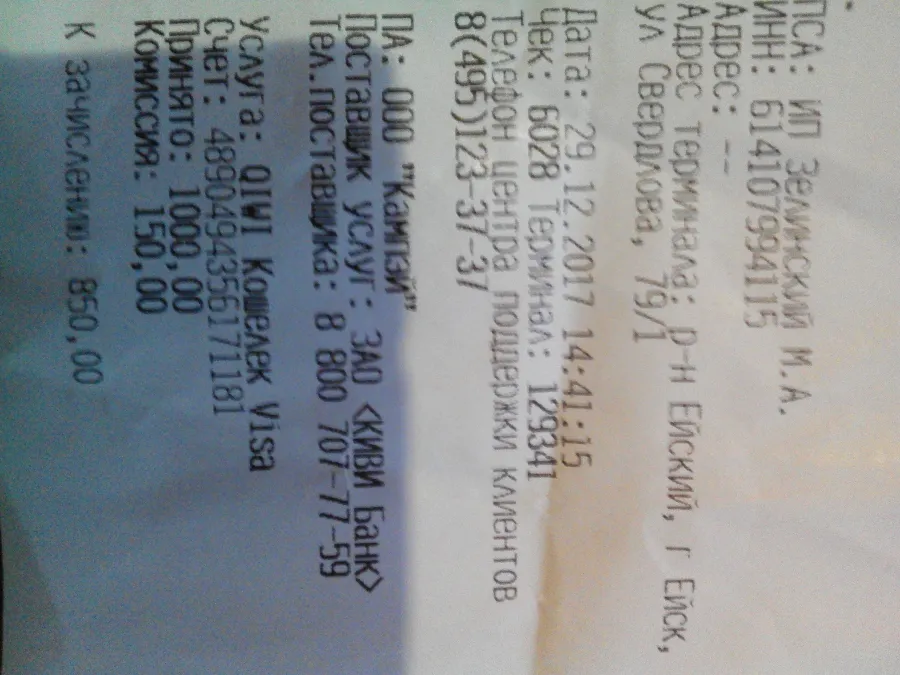 ПСА: ИП Зелинский М.А.
ИНН: 614107994115
Адрес: --
Адрес терминала: р-н Ейский, г Ейск,
ул Свердлова, 79/1
Дата: 29.12.2017 14:41:15
Чек: 6028 Терминал: 129341
Телефон центра поддержки клиентов
8(495)123-37-37
ПА: ООО "Кампэй"
Поставщик услуг: ЗАО <КИВИ Банк>
Тел.поставщика: 8 800 707-77-59
Услуга: QIWI Кошелек Visa
Счет: 4890494356171181
Принято: 1000,00
Комиссия: 150,00
К зачислению: 850,00